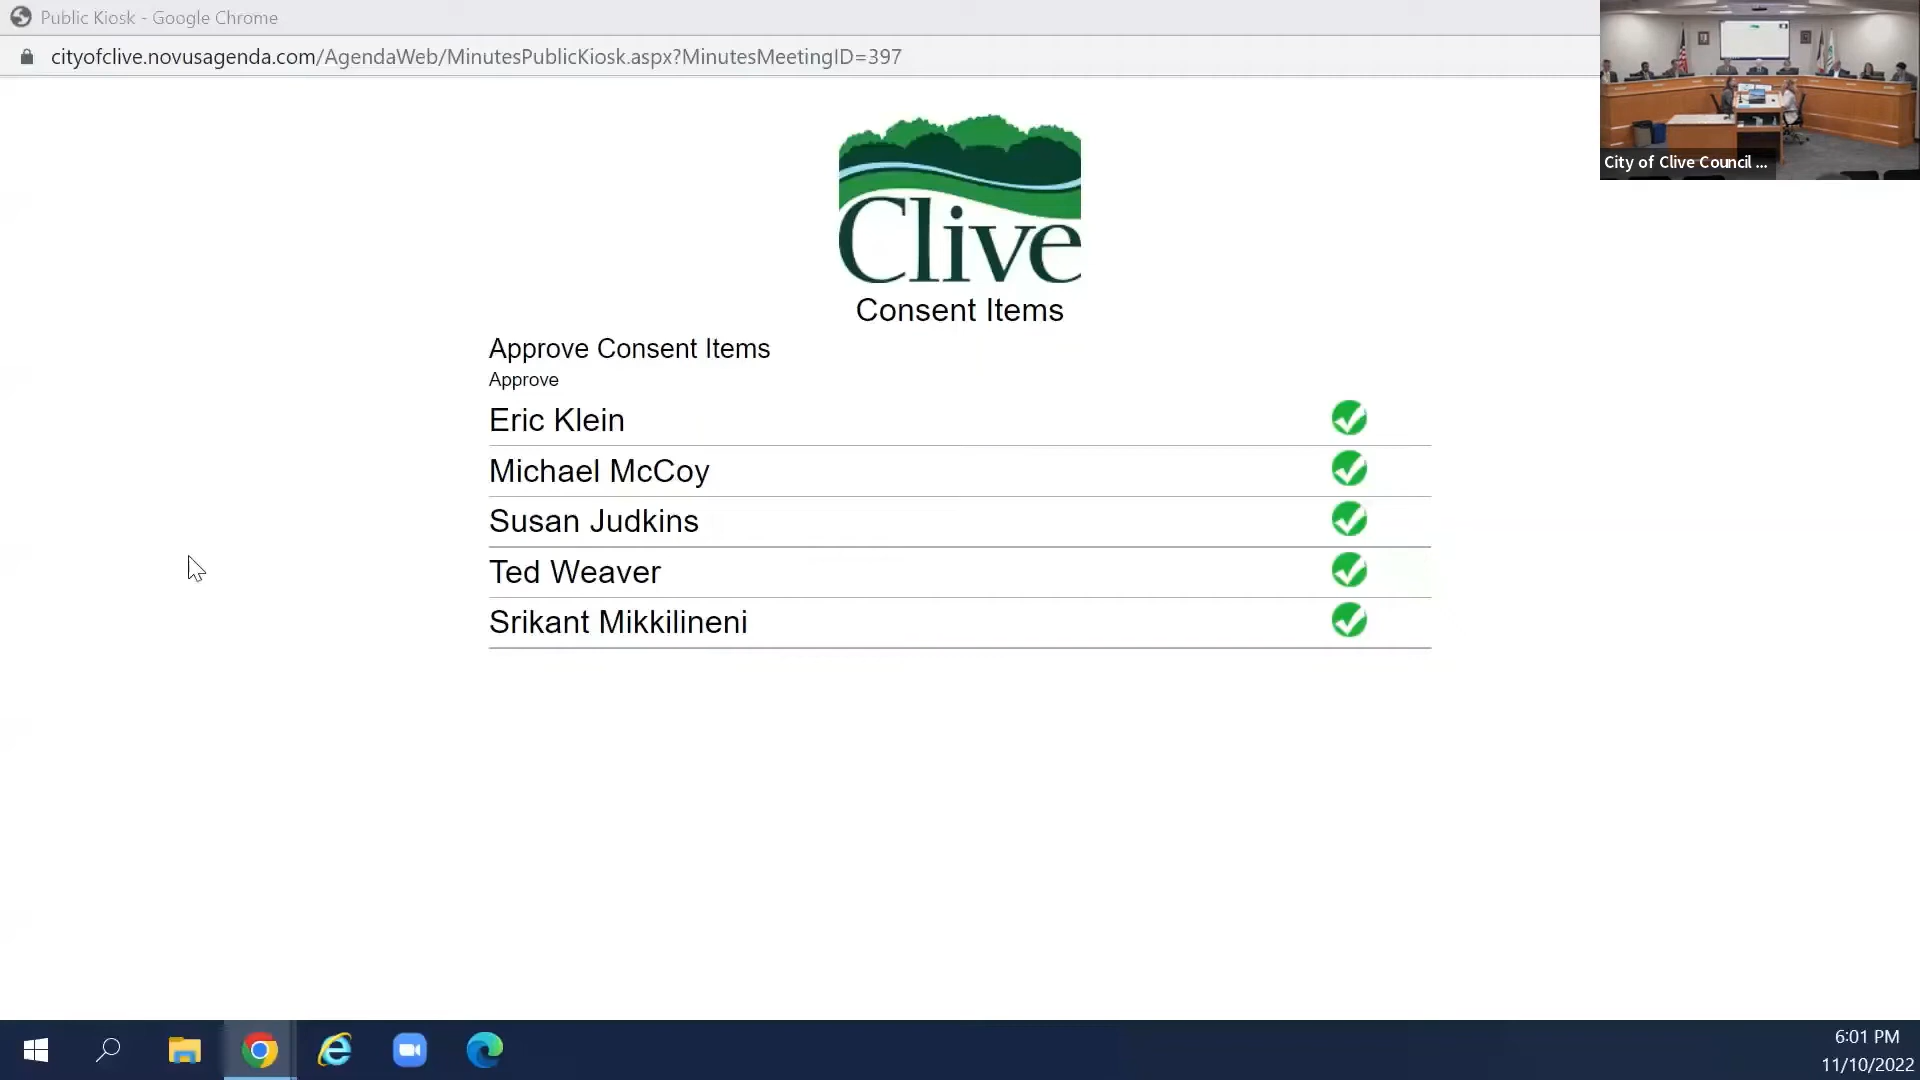 Public Kiosk - Google Chrome
cityofclive.novusagenda.com/AgendaWeb/MinutesPublicKiosk.aspx?MinutesMeetingID=397
City of Clive Council ...
Clive
Consent Items
Approve Consent Items
Approve
Eric Klein
Michael McCoy
Susan Judkins
Ted Weaver
Srikant Mikkilineni
6:01 PM
11/10/2022